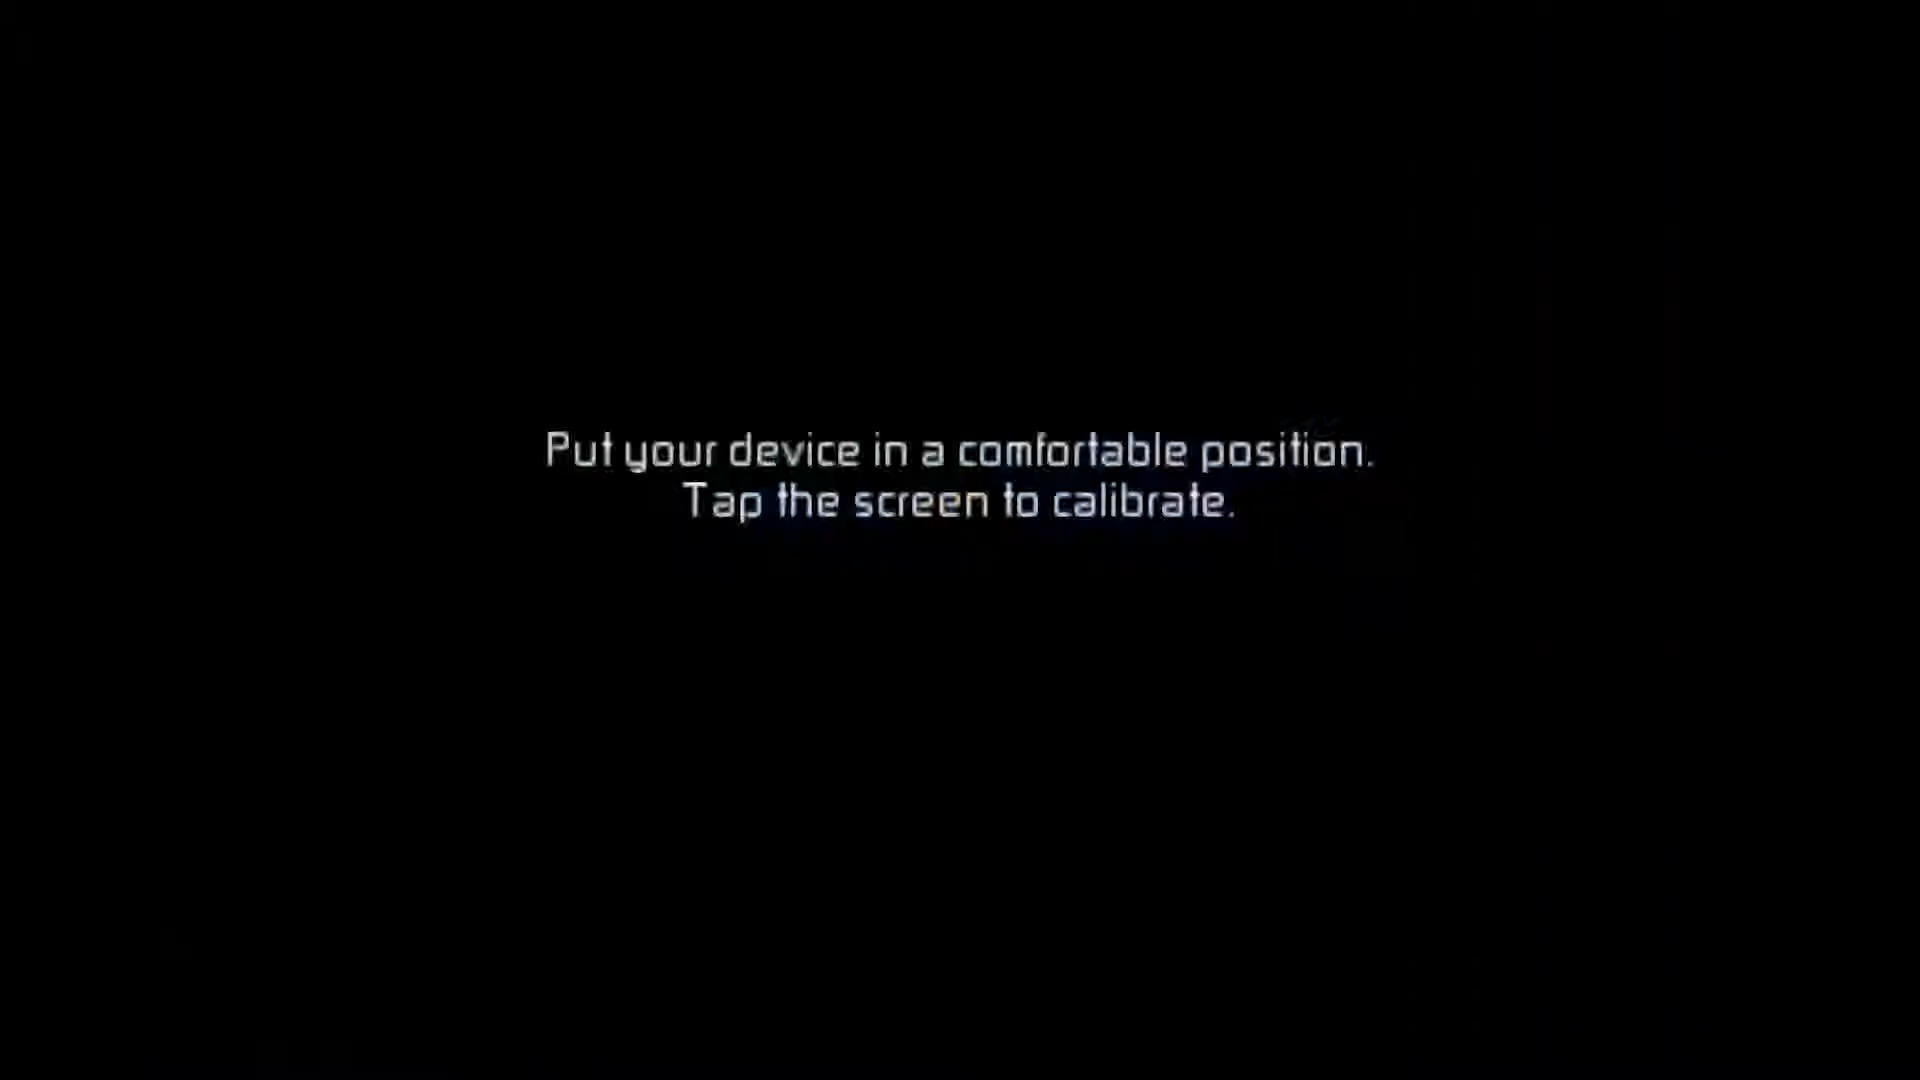 Put your device in a comfortable position.
Tap the screen to calibrate.